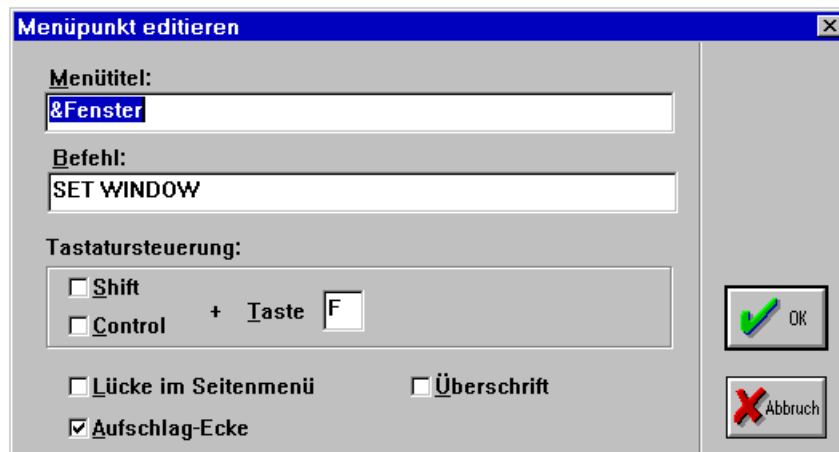 Menüpunkt editieren
Menütitel:
&Fenster
Befehl:
SET WINDOW
Tastatursteuerung:
Shift
Control
+ Taste F
OK
Lücke im Seitenmenü
Überschrift
Aufschlag-Ecke
Abbruch